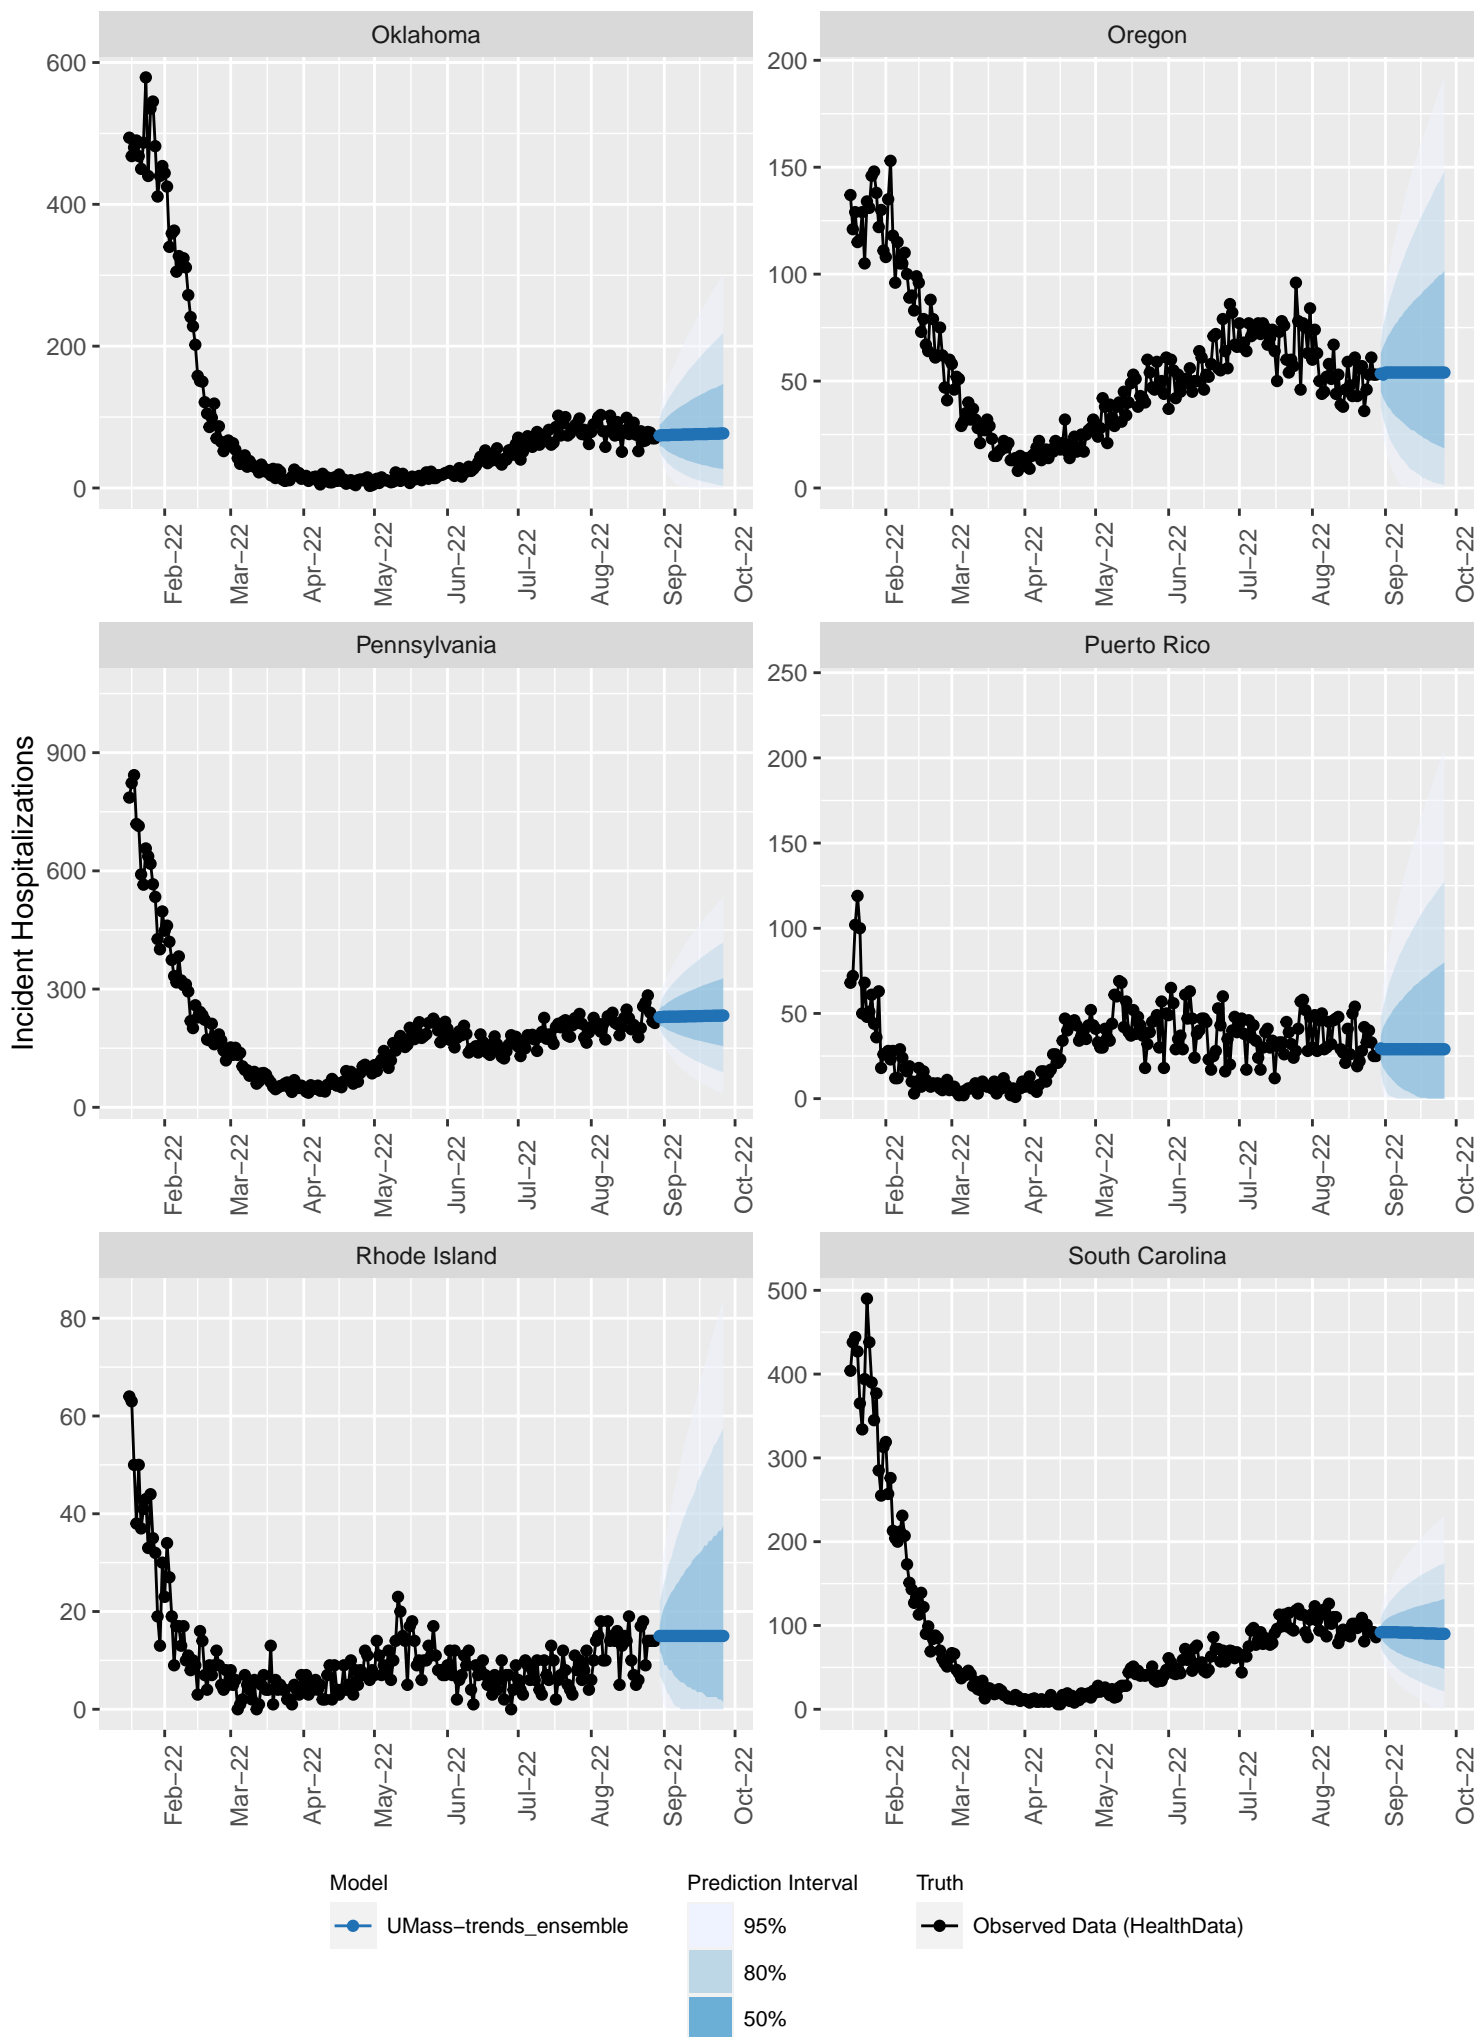 Oklahoma
600
400
200
0
Feb−22
Mar−22
Apr−22
May−22
Jun−22
Jul−22
Aug−22
Sep−22
Oct−22
Oregon
200
150
100
50
0
Feb−22
Mar−22
Apr−22
May−22
Jun−22
Jul−22
Aug−22
Sep−22
Oct−22
Incident Hospitalizations
Pennsylvania
900
600
300
0
Feb−22
Mar−22
Apr−22
May−22
Jun−22
Jul−22
Aug−22
Sep−22
Oct−22
Puerto Rico
250
200
150
100
50
0
Feb−22
Mar−22
Apr−22
May−22
Jun−22
Jul−22
Aug−22
Sep−22
Oct−22
Rhode Island
80
60
40
20
0
Feb−22
Mar−22
Apr−22
May−22
Jun−22
Jul−22
Aug−22
Sep−22
Oct−22
South Carolina
500
400
300
200
100
0
Feb−22
Mar−22
Apr−22
May−22
Jun−22
Jul−22
Aug−22
Sep−22
Oct−22
Model
UMass−trends_ensemble
Prediction Interval
95%
80%
50%
Truth
Observed Data (HealthData)